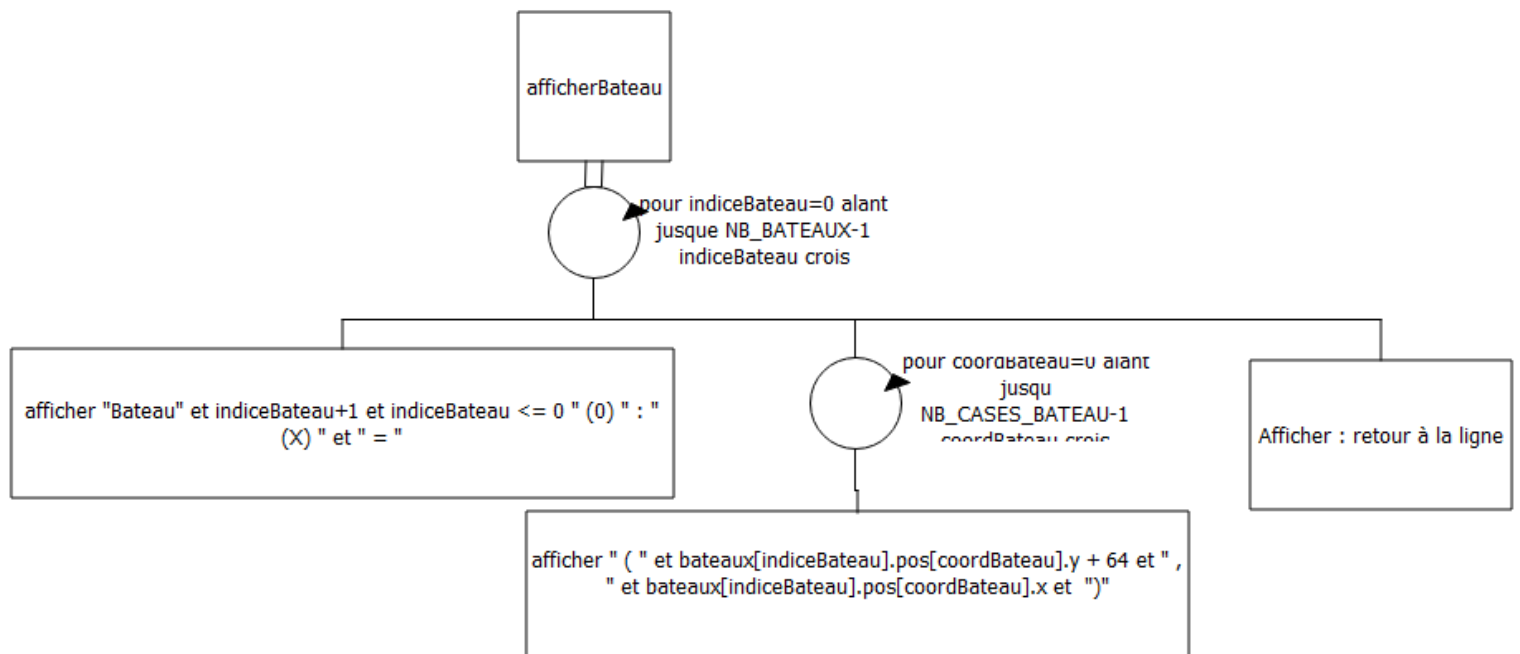 afficherBateau
pour indiceBateau=0 alant
jusque NB_BATEAUX-1
indiceBateau crois
afficher "Bateau" et indiceBateau+1 et indiceBateau <= 0 " (0) " : "
(X) " et " = "
pour coordBateau=0 alant
jusqu
NB_CASES_BATEAU-1
coordBateau crois
Afficher : retour à la ligne
afficher " ( " et bateaux[indiceBateau].pos[coordBateau].y + 64 et " ,
" et bateaux[indiceBateau].pos[coordBateau].x et  ")"